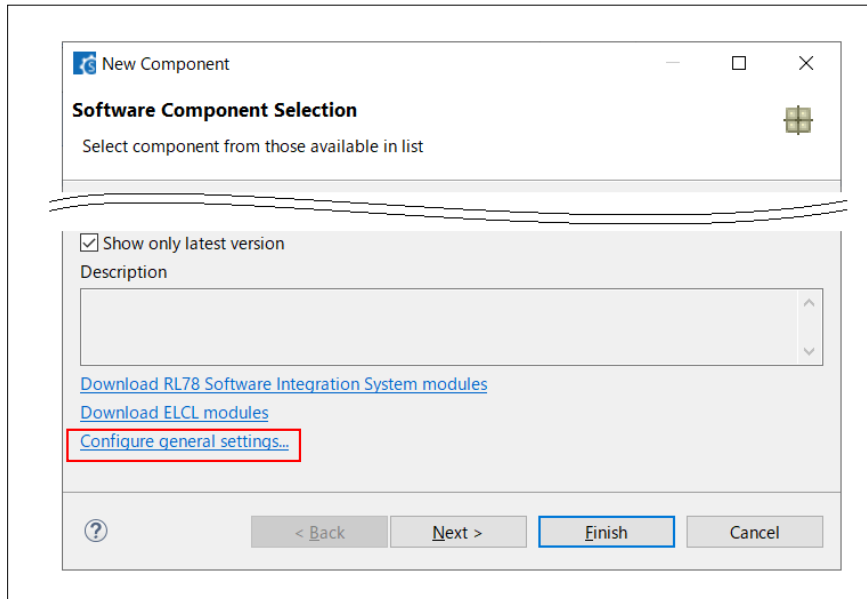 New Component
Software Component Selection
Select component from those available in list
Show only latest version
Description
Download RL78 Software Integration System modules
Download ELCL modules
Configure general settings...
< Back
Next >
Finish
Cancel